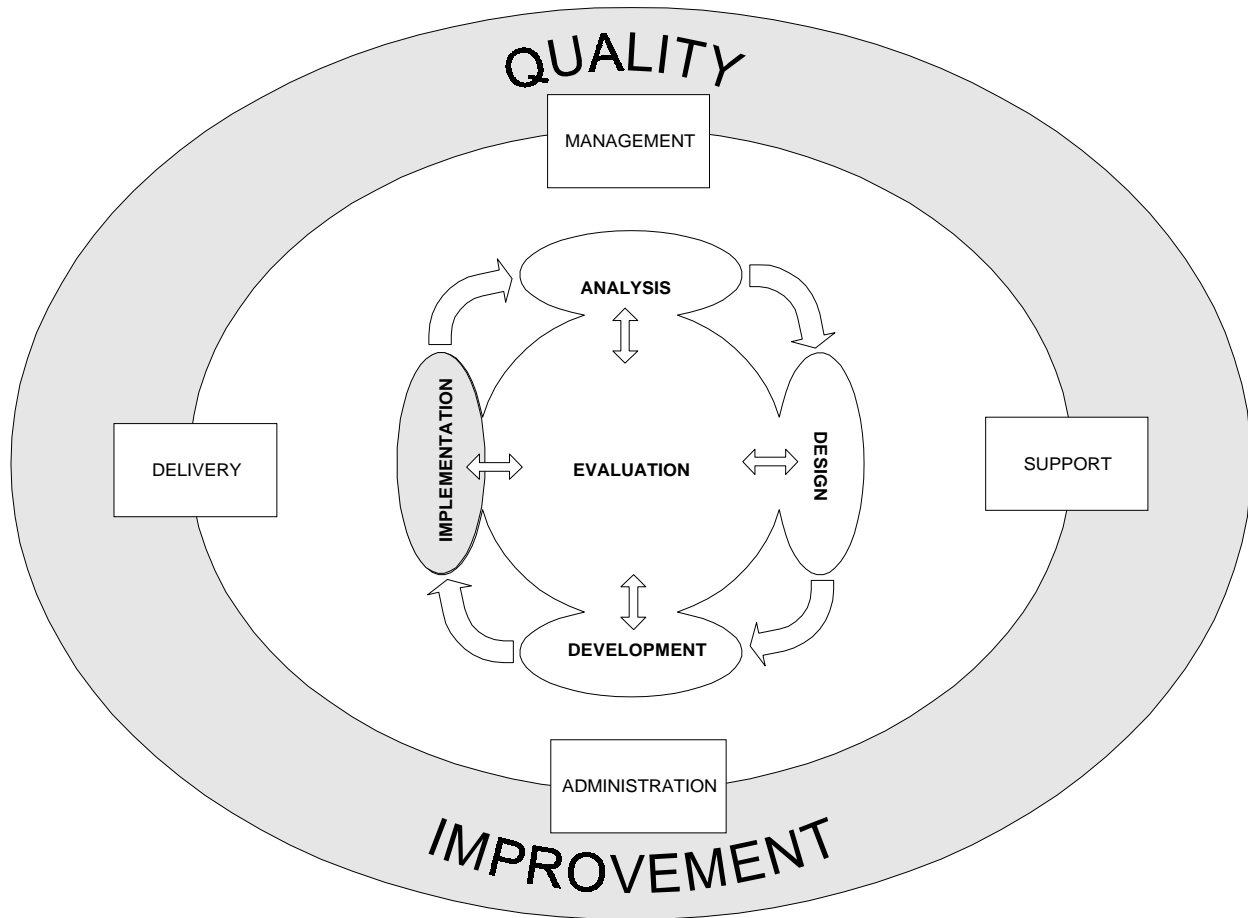 QUALITY
MANAGEMENT
ANALYSIS
IMPLEMENTATION
DELIVERY
EVALUATION
DESIGN
SUPPORT
DEVELOPMENT
ADMINISTRATION
IMPROVEMENT